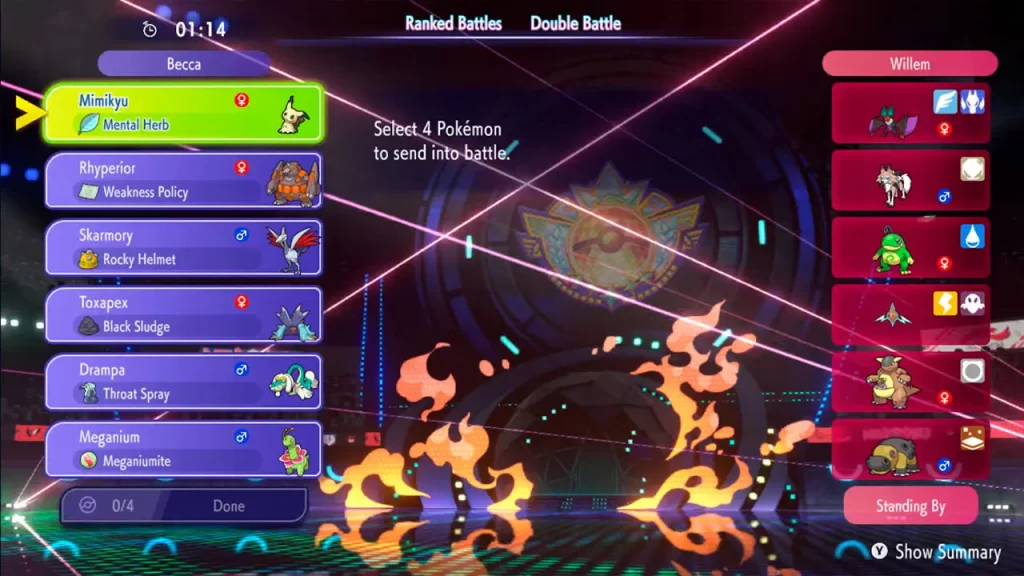 01:14
Ranked Battles Double Battle
Becca
Willem
Mimikyu
Mental Herb
Select 4 Pokémon
to send into battle.
Rhyperior
Weakness Policy
Skarmory
Rocky Helmet
Toxapex
Black Sludge
Drampa
Throat Spray
Meganium
Meganiumite
0/4 Done
Standing By
Y Show Summary